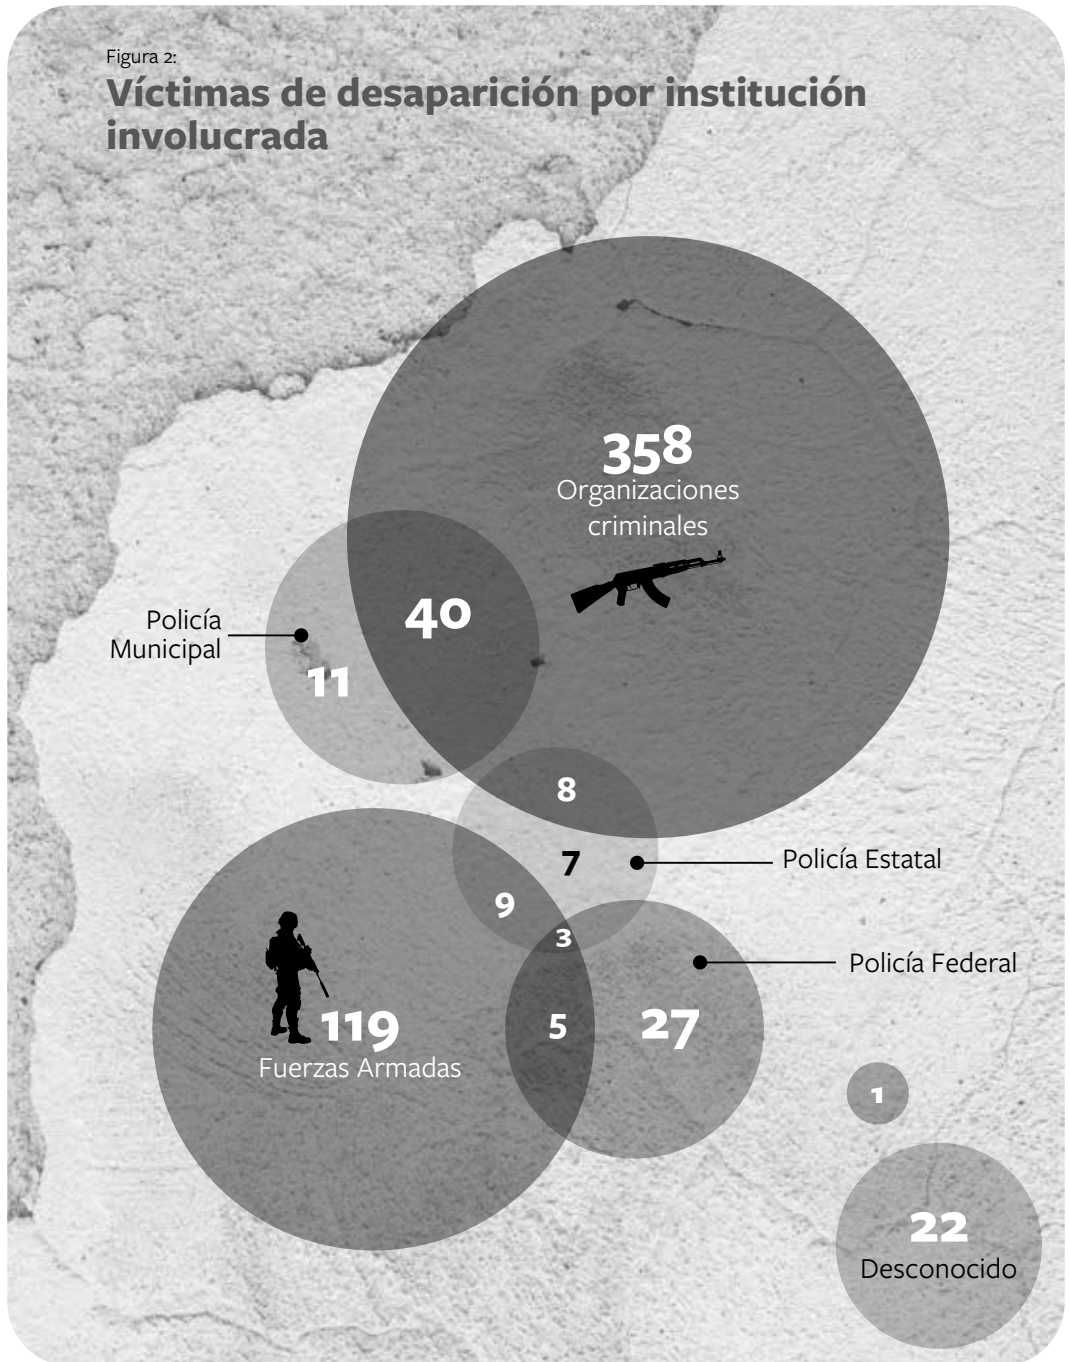 Figura 2:
Víctimas de desaparición por institución
involucrada
358
Organizaciones
criminales
40
Policía
Municipal
11
8
7
Policía Estatal
9
3
Policía Federal
119
Fuerzas Armadas
5
27
1
22
Desconocido